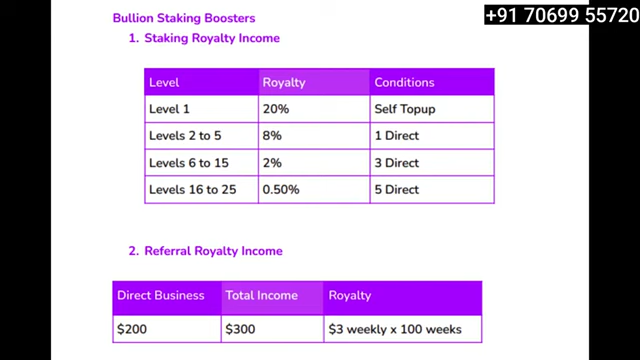 +91 70699 55720
Bullion Staking Boosters
1. Staking Royalty Income
Level Royalty Conditions
Level 1 20% Self Topup
Levels 2 to 5 8% 1 Direct
Levels 6 to 15 2% 3 Direct
Levels 16 to 25 0.50% 5 Direct
2. Referral Royalty Income
Direct Business Total Income Royalty
$200 $300 $3 weekly x 100 weeks